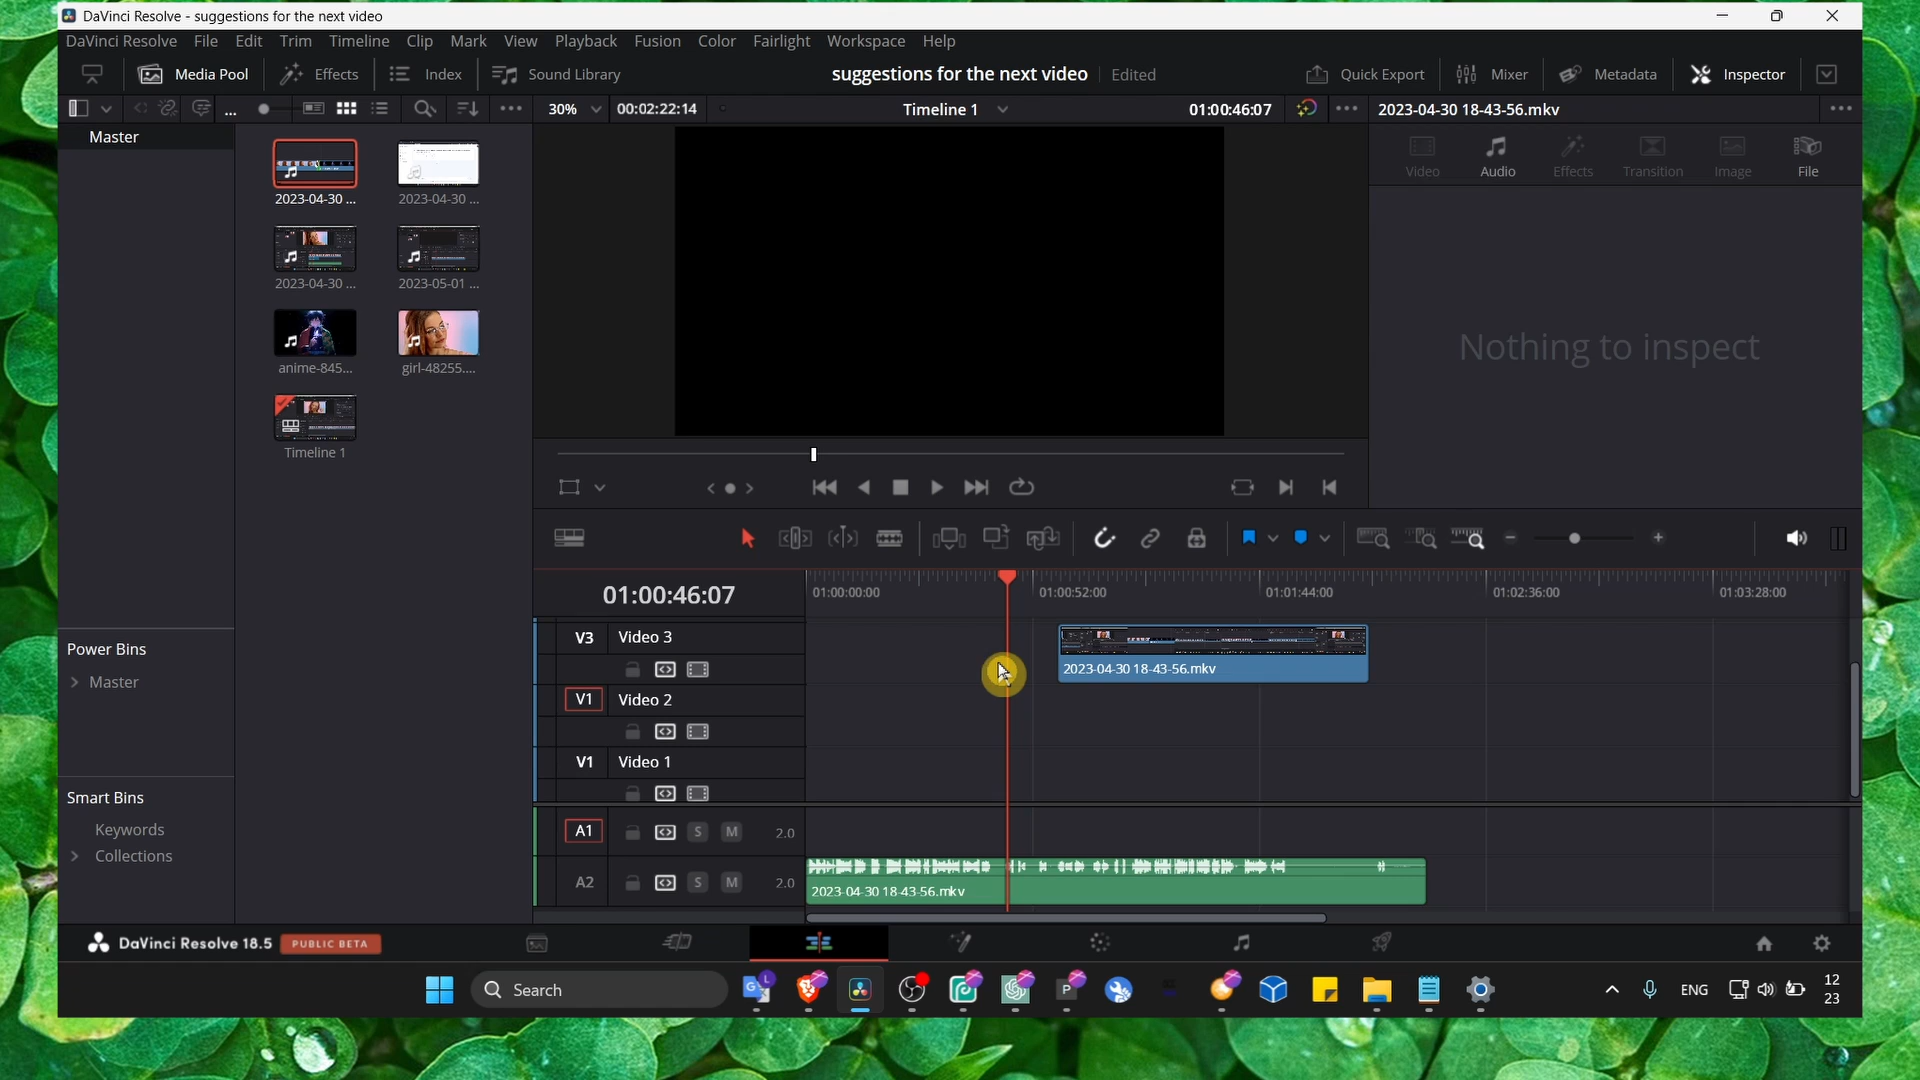 DaVinci Resolve - suggestions for the next video
DaVinci Resolve File Edit Trim Timeline Clip Mark View Playback Fusion Color Fairlight Workspace Help
Media Pool Effects Index Sound Library suggestions for the next video Edited Quick Export Mixer Metadata Inspector
30% 00:02:22:14 Timeline 1 01:00:46:07 2023-04-30 18-43-56.mkv
Master
Video Audio Effects Transition Image File
2023-04-30 ... 2023-04-30 ...
2023-04-30 ... 2023-05-01 ...
Nothing to inspect
anime-845... girl-48255....
Timeline 1
01:00:46:07
01:00:00:00 01:00:52:00 01:01:44:00 01:02:36:00 01:03:28:00
V3 Video 3
2023-04-30 18-43-56.mkv
V1 Video 2
V1 Video 1
A1 S M 2.0
A2 S M 2.0
2023-04-30 18-43-56.mkv
Power Bins
Master
Smart Bins
Keywords
Collections
DaVinci Resolve 18.5 PUBLIC BETA
Search
ENG
12
23